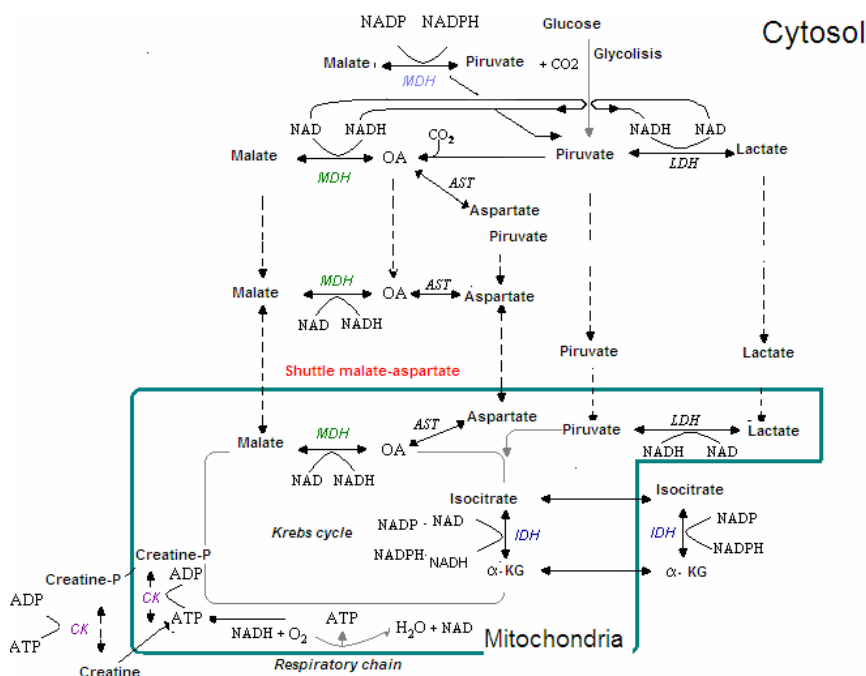 NADP NADPH Glucose Cytosol
Malate Piruvate + CO2 Glycolisis
MDH
NAD NADH CO2 NADH NAD
Malate OA Piruvate Lactate
MDH LDH
AST
Aspartate
Piruvate
Malate MDH OA AST Aspartate
NAD NADH
Piruvate Lactate
Shuttle malate-aspartate
Aspartate
Malate MDH OA AST Piruvate LDH Lactate
NAD NADH NADH NAD
Isocitrate Isocitrate
Krebs cycle NADP - NAD IDH IDH NADP
NADPH NADH NADPH
α-KG α- KG
Creatine-P
Creatine-P ADP
ADP CK
ATP CK ATP NADH + O2 ATP H2O + NAD
Mitochondria
Creatine Respiratory chain